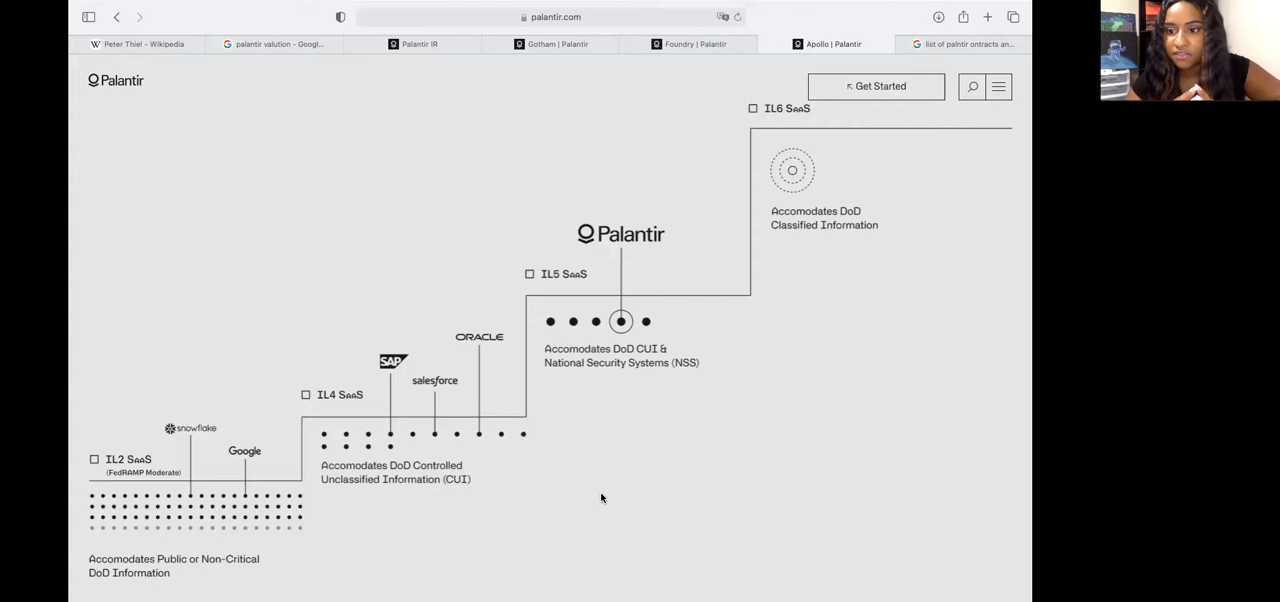 palantir.com
Peter Thiel - Wikipedia
palantir valution - Googl...
Palantir IR
Gotham | Palantir
Foundry | Palantir
Apollo | Palantir
list of palntir ontracts an...
Palantir
Get Started
IL6 SaaS
Accomodates DoD
Classified Information
Palantir
IL5 SaaS
Accomodates DoD CUI &
National Security Systems (NSS)
ORACLE
SAP
salesforce
IL4 SaaS
Accomodates DoD Controlled
Unclassified Information (CUI)
snowflake
Google
IL2 SaaS
(FedRAMP Moderate)
Accomodates Public or Non-Critical
DoD Information